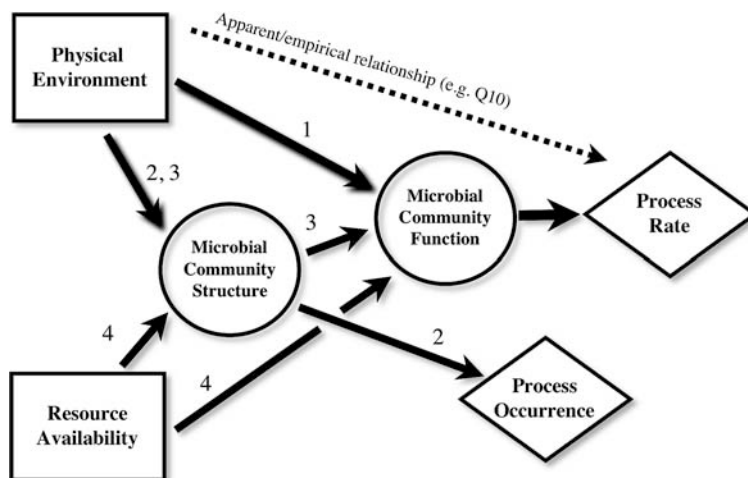 Physical
Environment
Apparent/empirical relationship (e.g. Q10)
1
2, 3
Microbial
Community
Structure
3
Microbial
Community
Function
Process
Rate
4
4
2
Resource
Availability
Process
Occurrence